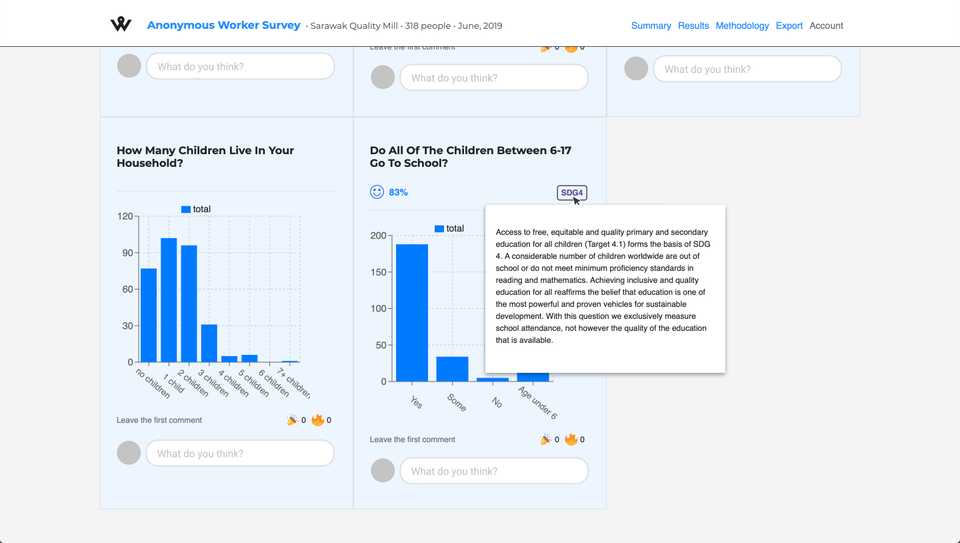 Anonymous Worker Survey - Sarawak Quality Mill - 318 people - June, 2019
Summary Results Methodology Export Account
Leave the first comment 0 0
What do you think?
What do you think?
What do you think?
How Many Children Live In Your
Household?
total
120
90
60
30
0
no children
1 child
2 children
3 children
4 children
5 children
6 children
7+ children
Leave the first comment 0 0
What do you think?
Do All Of The Children Between 6-17
Go To School?
83%
SDG4
total
200
150
100
50
0
Yes
Some
No
Age under 6
Access to free, equitable and quality primary and secondary
education for all children (Target 4.1) forms the basis of SDG
4. A considerable number of children worldwide are out of
school or do not meet minimum proficiency standards in
reading and mathematics. Achieving inclusive and quality
education for all reaffirms the belief that education is one of
the most powerful and proven vehicles for sustainable
development. With this question we exclusively measure
school attendance, not however the quality of the education
that is available.
Leave the first comment 0 0
What do you think?